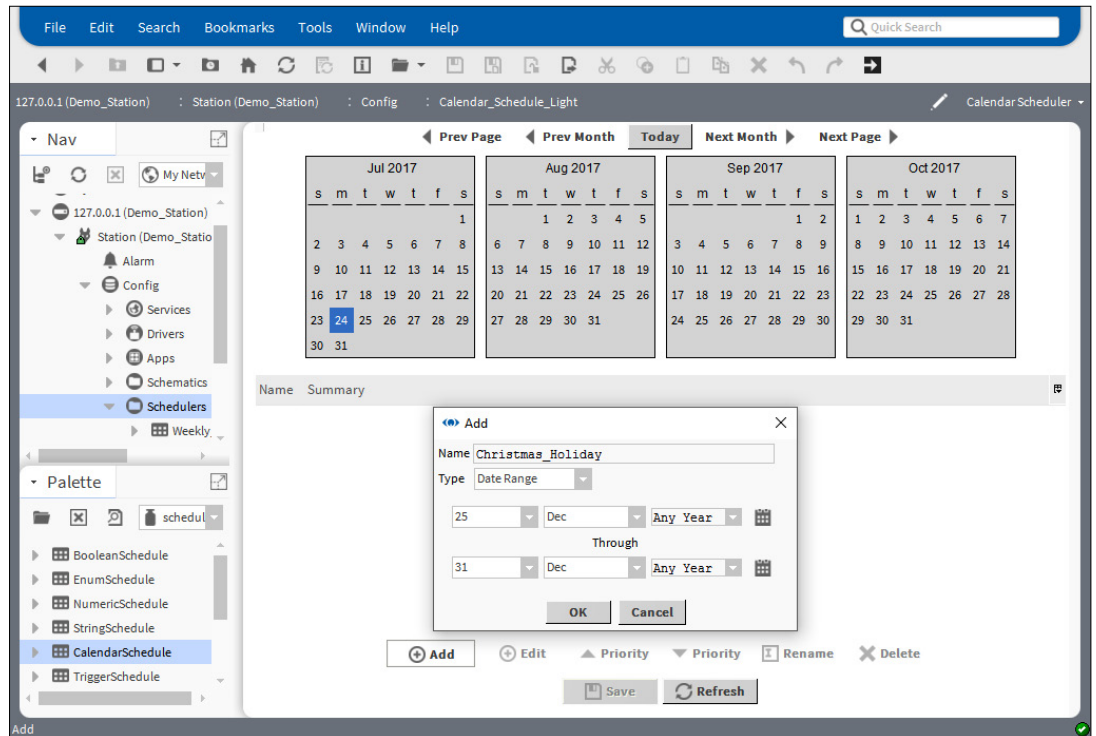 File Edit Search Bookmarks Tools Window Help Quick Search
127.0.0.1 (Demo_Station) : Station (Demo_Station) : Config : Calendar_Schedule_Light Calendar Scheduler
Nav
My Netv
127.0.0.1 (Demo_Station)
Station (Demo_Statio
Alarm
Config
Services
Drivers
Apps
Schematics
Schedulers
Weekly_
Palette
schedul
BooleanSchedule
EnumSchedule
NumericSchedule
StringSchedule
CalendarSchedule
TriggerSchedule
Prev Page Prev Month Today Next Month Next Page
Jul 2017
s m t w t f s
1
2 3 4 5 6 7 8
9 10 11 12 13 14 15
16 17 18 19 20 21 22
23 24 25 26 27 28 29
30 31
Aug 2017
s m t w t f s
1 2 3 4 5
6 7 8 9 10 11 12
13 14 15 16 17 18 19
20 21 22 23 24 25 26
27 28 29 30 31
Sep 2017
s m t w t f s
1 2
3 4 5 6 7 8 9
10 11 12 13 14 15 16
17 18 19 20 21 22 23
24 25 26 27 28 29 30
Oct 2017
s m t w t f s
1 2 3 4 5 6 7
8 9 10 11 12 13 14
15 16 17 18 19 20 21
22 23 24 25 26 27 28
29 30 31
Name Summary
Add
Name Christmas_Holiday
Type Date Range
25 Dec Any Year
Through
31 Dec Any Year
OK Cancel
Add Edit Priority Priority Rename Delete
Save Refresh
Add